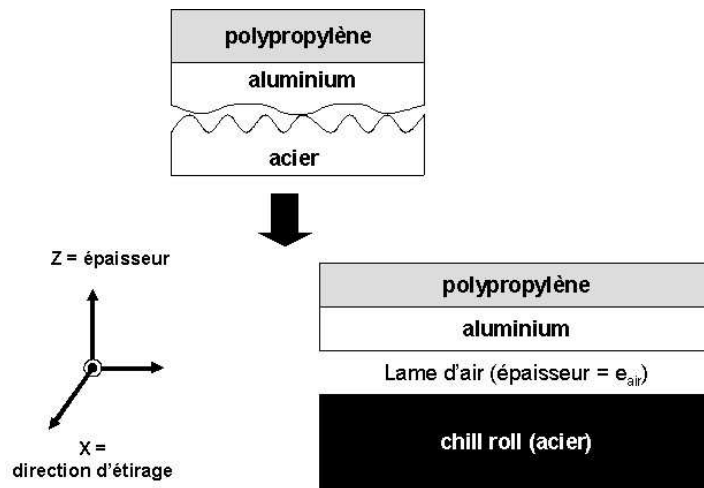 polypropylène
aluminium
acier
Z = épaisseur
X =
direction d'étirage
polypropylène
aluminium
Lame d'air (épaisseur = eair)
chill roll (acier)